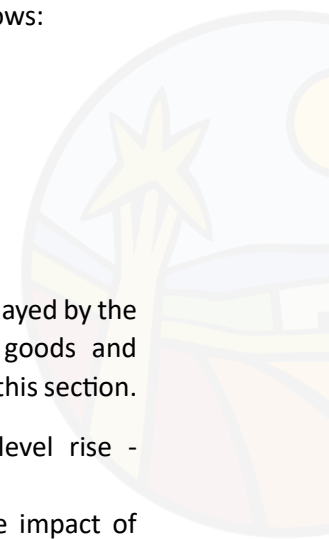 ows:
ayed by the
goods and
this section.
level rise -
e impact of